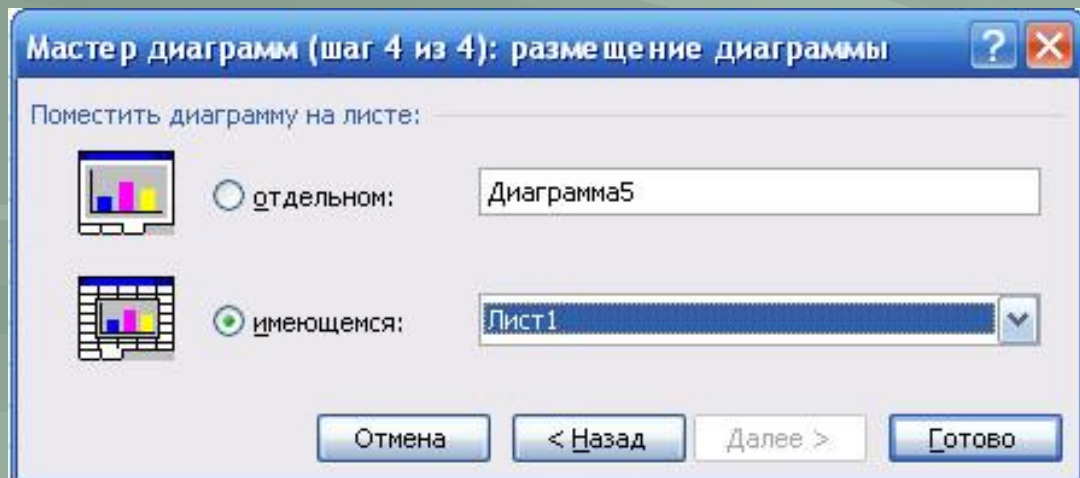 Мастер диаграмм (шаг 4 из 4): размещение диаграммы
Поместить диаграмму на листе:
отдельном: Диаграмма5
имеющемся: Лист1
Отмена < Назад Далее > Готово